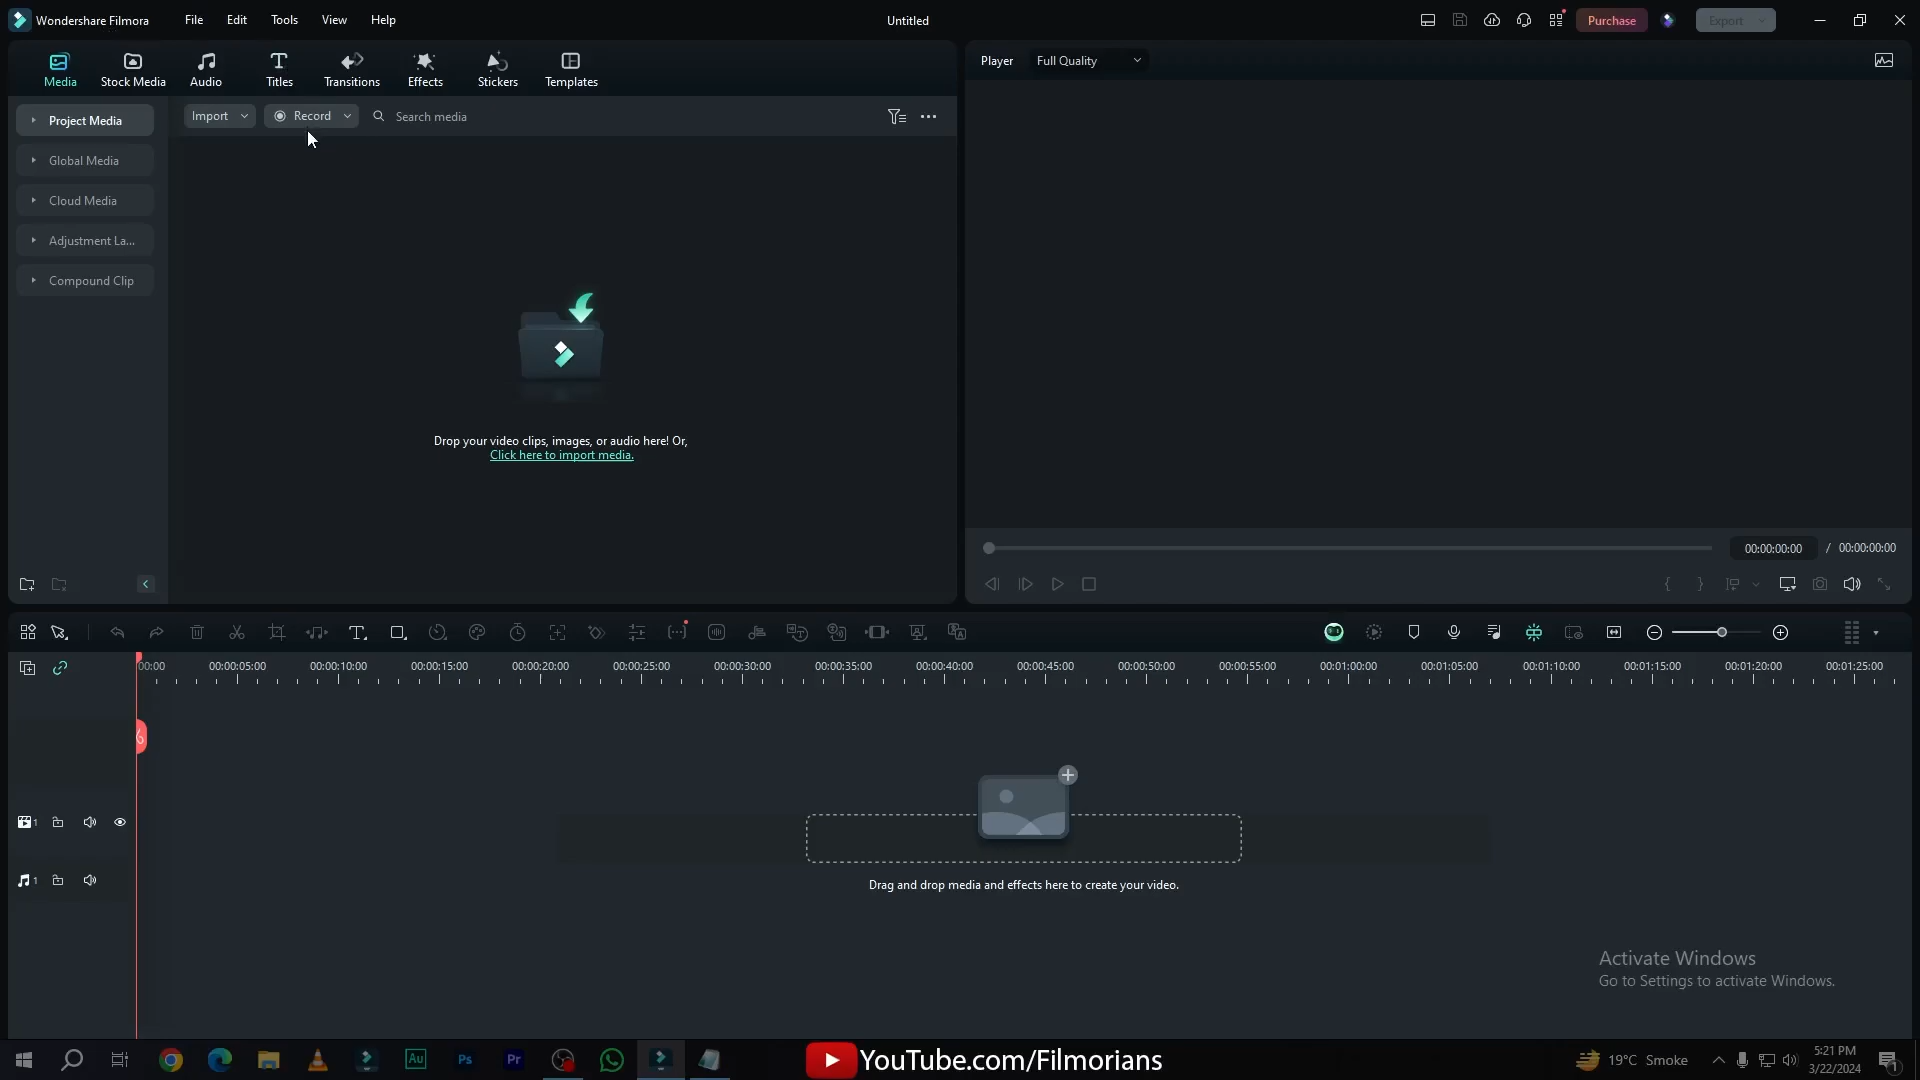 Wondershare Filmora
File
Edit
Tools
View
Help
Untitled
Purchase
Export
Media
Stock Media
Audio
Titles
Transitions
Effects
Stickers
Templates
Player
Full Quality
Project Media
Import
Record
Search media
Global Media
Cloud Media
Adjustment La...
Compound Clip
Drop your video clips, images, or audio here! Or,
Click here to import media.
00:00:00:00
/ 00:00:00:00
00:00
00:00:05:00
00:00:10:00
00:00:15:00
00:00:20:00
00:00:25:00
00:00:30:00
00:00:35:00
00:00:40:00
00:00:45:00
00:00:50:00
00:00:55:00
00:01:00:00
00:01:05:00
00:01:10:00
00:01:15:00
00:01:20:00
00:01:25:00
1
1
Drag and drop media and effects here to create your video.
Activate Windows
Go to Settings to activate Windows.
Au
Ps
Pr
YouTube.com/Filmorians
19°C Smoke
5:21 PM
3/22/2024
1